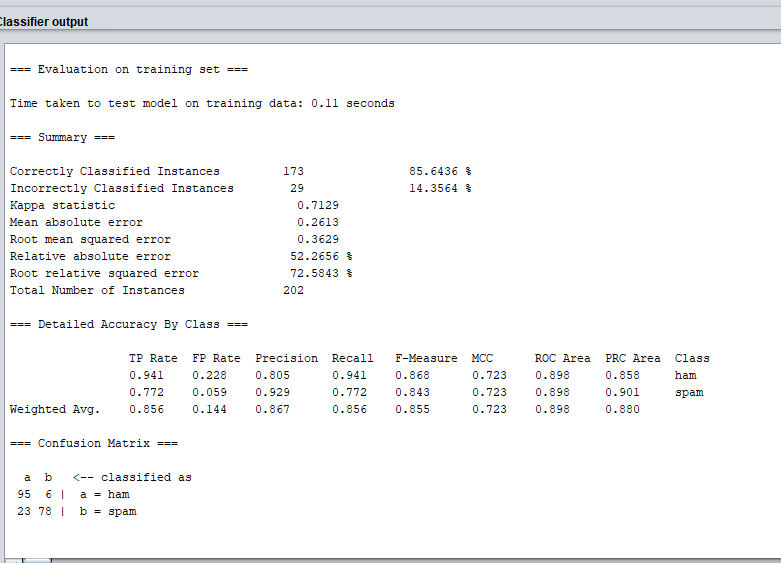 Classifier output
=== Evaluation on training set ===
Time taken to test model on training data: 0.11 seconds
=== Summary ===
Correctly Classified Instances 173 85.6436 %
Incorrectly Classified Instances 29 14.3564 %
Kappa statistic 0.7129
Mean absolute error 0.2613
Root mean squared error 0.3629
Relative absolute error 52.2656 %
Root relative squared error 72.5843 %
Total Number of Instances 202
=== Detailed Accuracy By Class ===
TP Rate FP Rate Precision Recall F-Measure MCC ROC Area PRC Area Class
0.941 0.228 0.805 0.941 0.868 0.723 0.898 0.858 ham
0.772 0.059 0.929 0.772 0.843 0.723 0.898 0.901 spam
Weighted Avg. 0.856 0.144 0.867 0.856 0.855 0.723 0.898 0.880
=== Confusion Matrix ===
a b <-- classified as
95 6 | a = ham
23 78 | b = spam